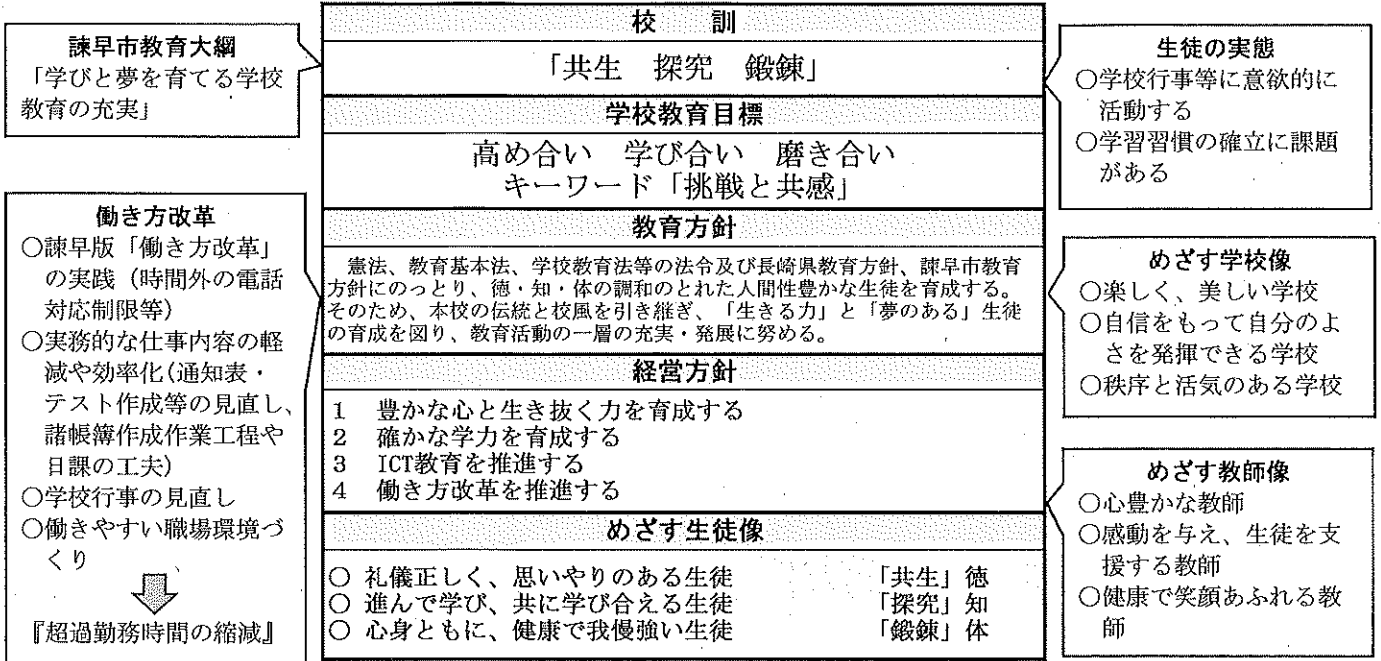 諫早市教育大綱
「学びと夢を育てる学校
教育の充実」
働き方改革
○諫早版「働き方改革」
の実践（時間外の電話
対応制限等）
○実務的な仕事内容の軽
減や効率化（通知表・
テスト作成等の見直し、
諸帳簿作成作業工程や
日課の工夫）
○学校行事の見直し
○働きやすい職場環境づ
くり
『超過勤務時間の縮減』
校　訓
「共生　探究　鍛錬」
学校教育目標
高め合い　学び合い　磨き合い
キーワード「挑戦と共感」
教育方針
憲法、教育基本法、学校教育法等の法令及び長崎県教育方針、諫早市教育
方針にのっとり、徳・知・体の調和のとれた人間性豊かな生徒を育成する。
そのため、本校の伝統と校風を引き継ぎ、「生きる力」と「夢のある」生徒
の育成を図り、教育活動の一層の充実・発展に努める。
経営方針
1　豊かな心と生き抜く力を育成する
2　確かな学力を育成する
3　ICT教育を推進する
4　働き方改革を推進する
めざす生徒像
○ 礼儀正しく、思いやりのある生徒　「共生」徳
○ 進んで学び、共に学び合える生徒　「探究」知
○ 心身ともに、健康で我慢強い生徒　「鍛錬」体
生徒の実態
○学校行事等に意欲的に
活動する
○学習習慣の確立に課題
がある
めざす学校像
○楽しく、美しい学校
○自信をもって自分のよ
さを発揮できる学校
○秩序と活気のある学校
めざす教師像
○心豊かな教師
○感動を与え、生徒を支
援する教師
○健康で笑顔あふれる教
師